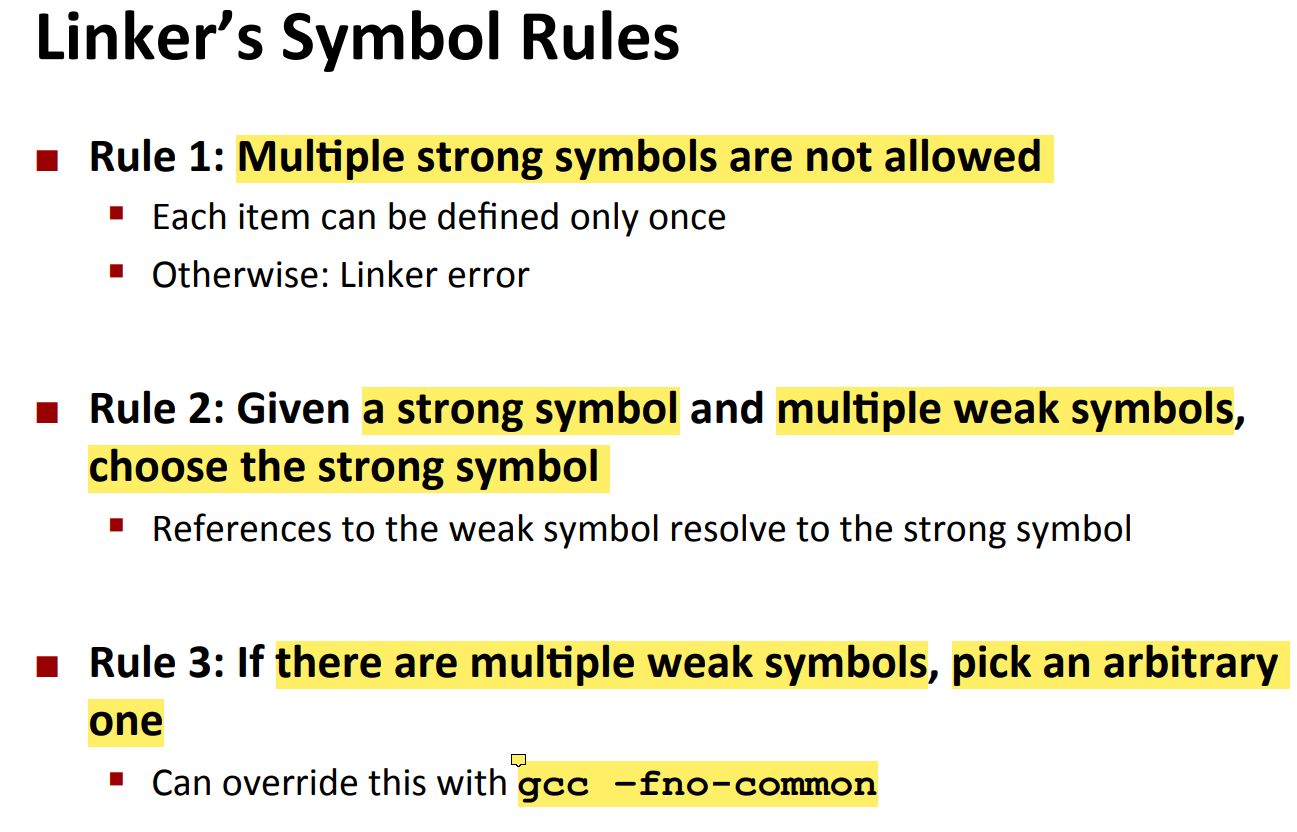 Linker’s Symbol Rules
■ Rule 1: Multiple strong symbols are not allowed
▪ Each item can be defined only once
▪ Otherwise: Linker error
■ Rule 2: Given a strong symbol and multiple weak symbols,
choose the strong symbol
▪ References to the weak symbol resolve to the strong symbol
■ Rule 3: If there are multiple weak symbols, pick an arbitrary
one
▪ Can override this with gcc –fno-common